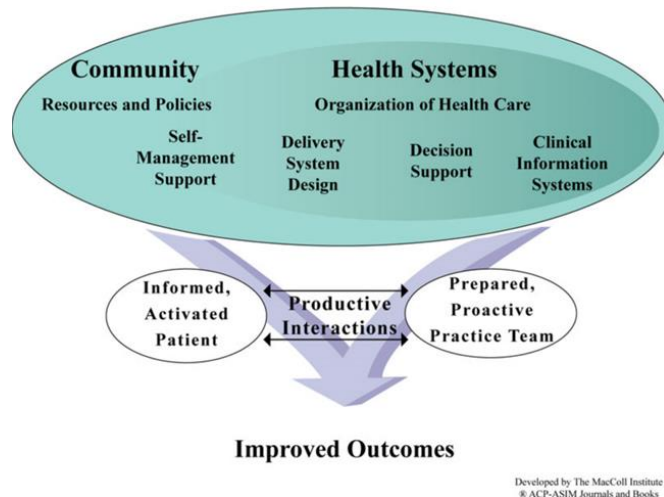 Community
Health Systems
Resources and Policies
Organization of Health Care
Self-
Management
Support
Delivery
System
Design
Decision
Support
Clinical
Information
Systems
Informed,
Activated
Patient
Productive
Interactions
Prepared,
Proactive
Practice Team
Improved Outcomes
Developed by The MacColl Institute
® ACP-ASIM Journals and Books